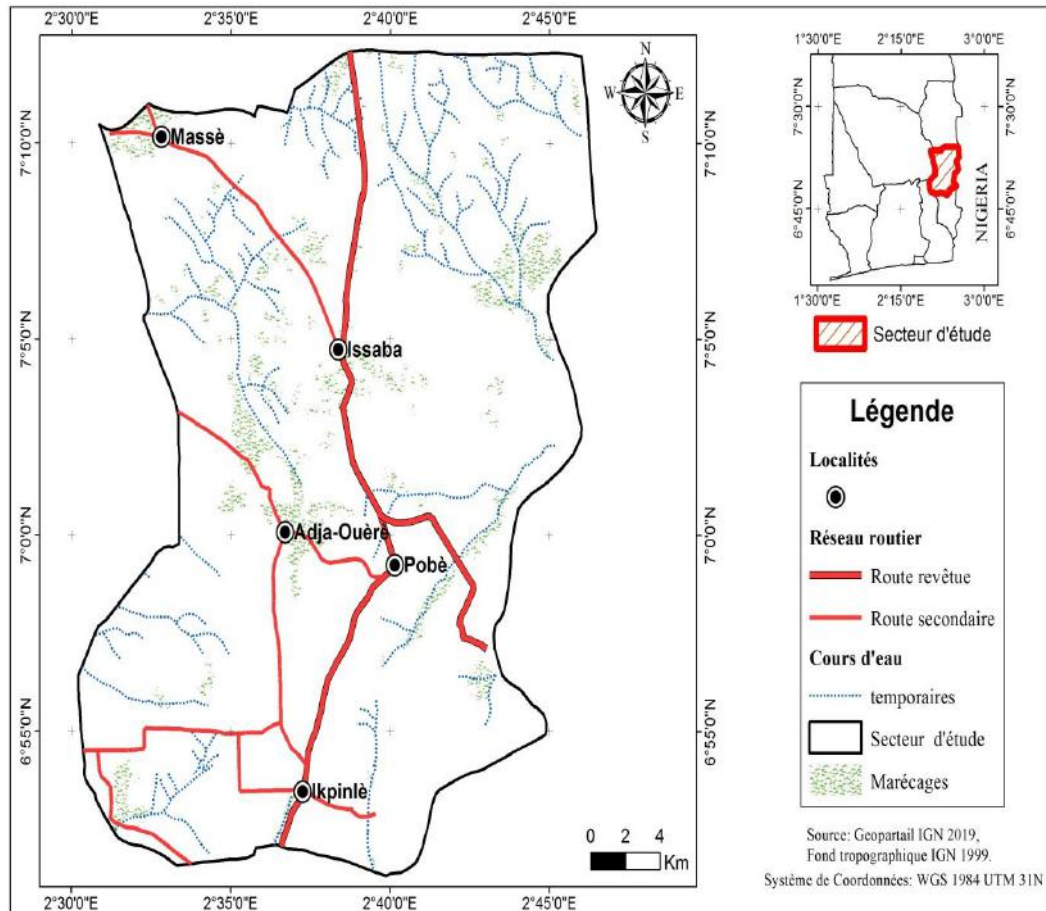 2°30'0"E 2°35'0"E 2°40'0"E 2°45'0"E
7°10'0"N
7°5'0"N
7°0'0"N
6°55'0"N
N
W E
S
Massè
Issaba
Adja-Ouèrè
Pobè
Ikpinlè
0 2 4
Km
7°10'0"N
7°5'0"N
7°0'0"N
6°55'0"N
2°30'0"E 2°35'0"E 2°40'0"E 2°45'0"E
1°30'0"E 2°15'0"E 3°0'0"E
7°30'0"N
6°45'0"N
NIGERIA
7°30'0"N
6°45'0"N
1°30'0"E 2°15'0"E 3°0'0"E
Secteur d'étude
Légende
Localités
Réseau routier
Route revêtue
Route secondaire
Cours d'eau
temporaires
Secteur d'étude
Marécages
Source: Geopartail IGN 2019,
Fond tropographique IGN 1999.
Système de Coordonnées: WGS 1984 UTM 31N